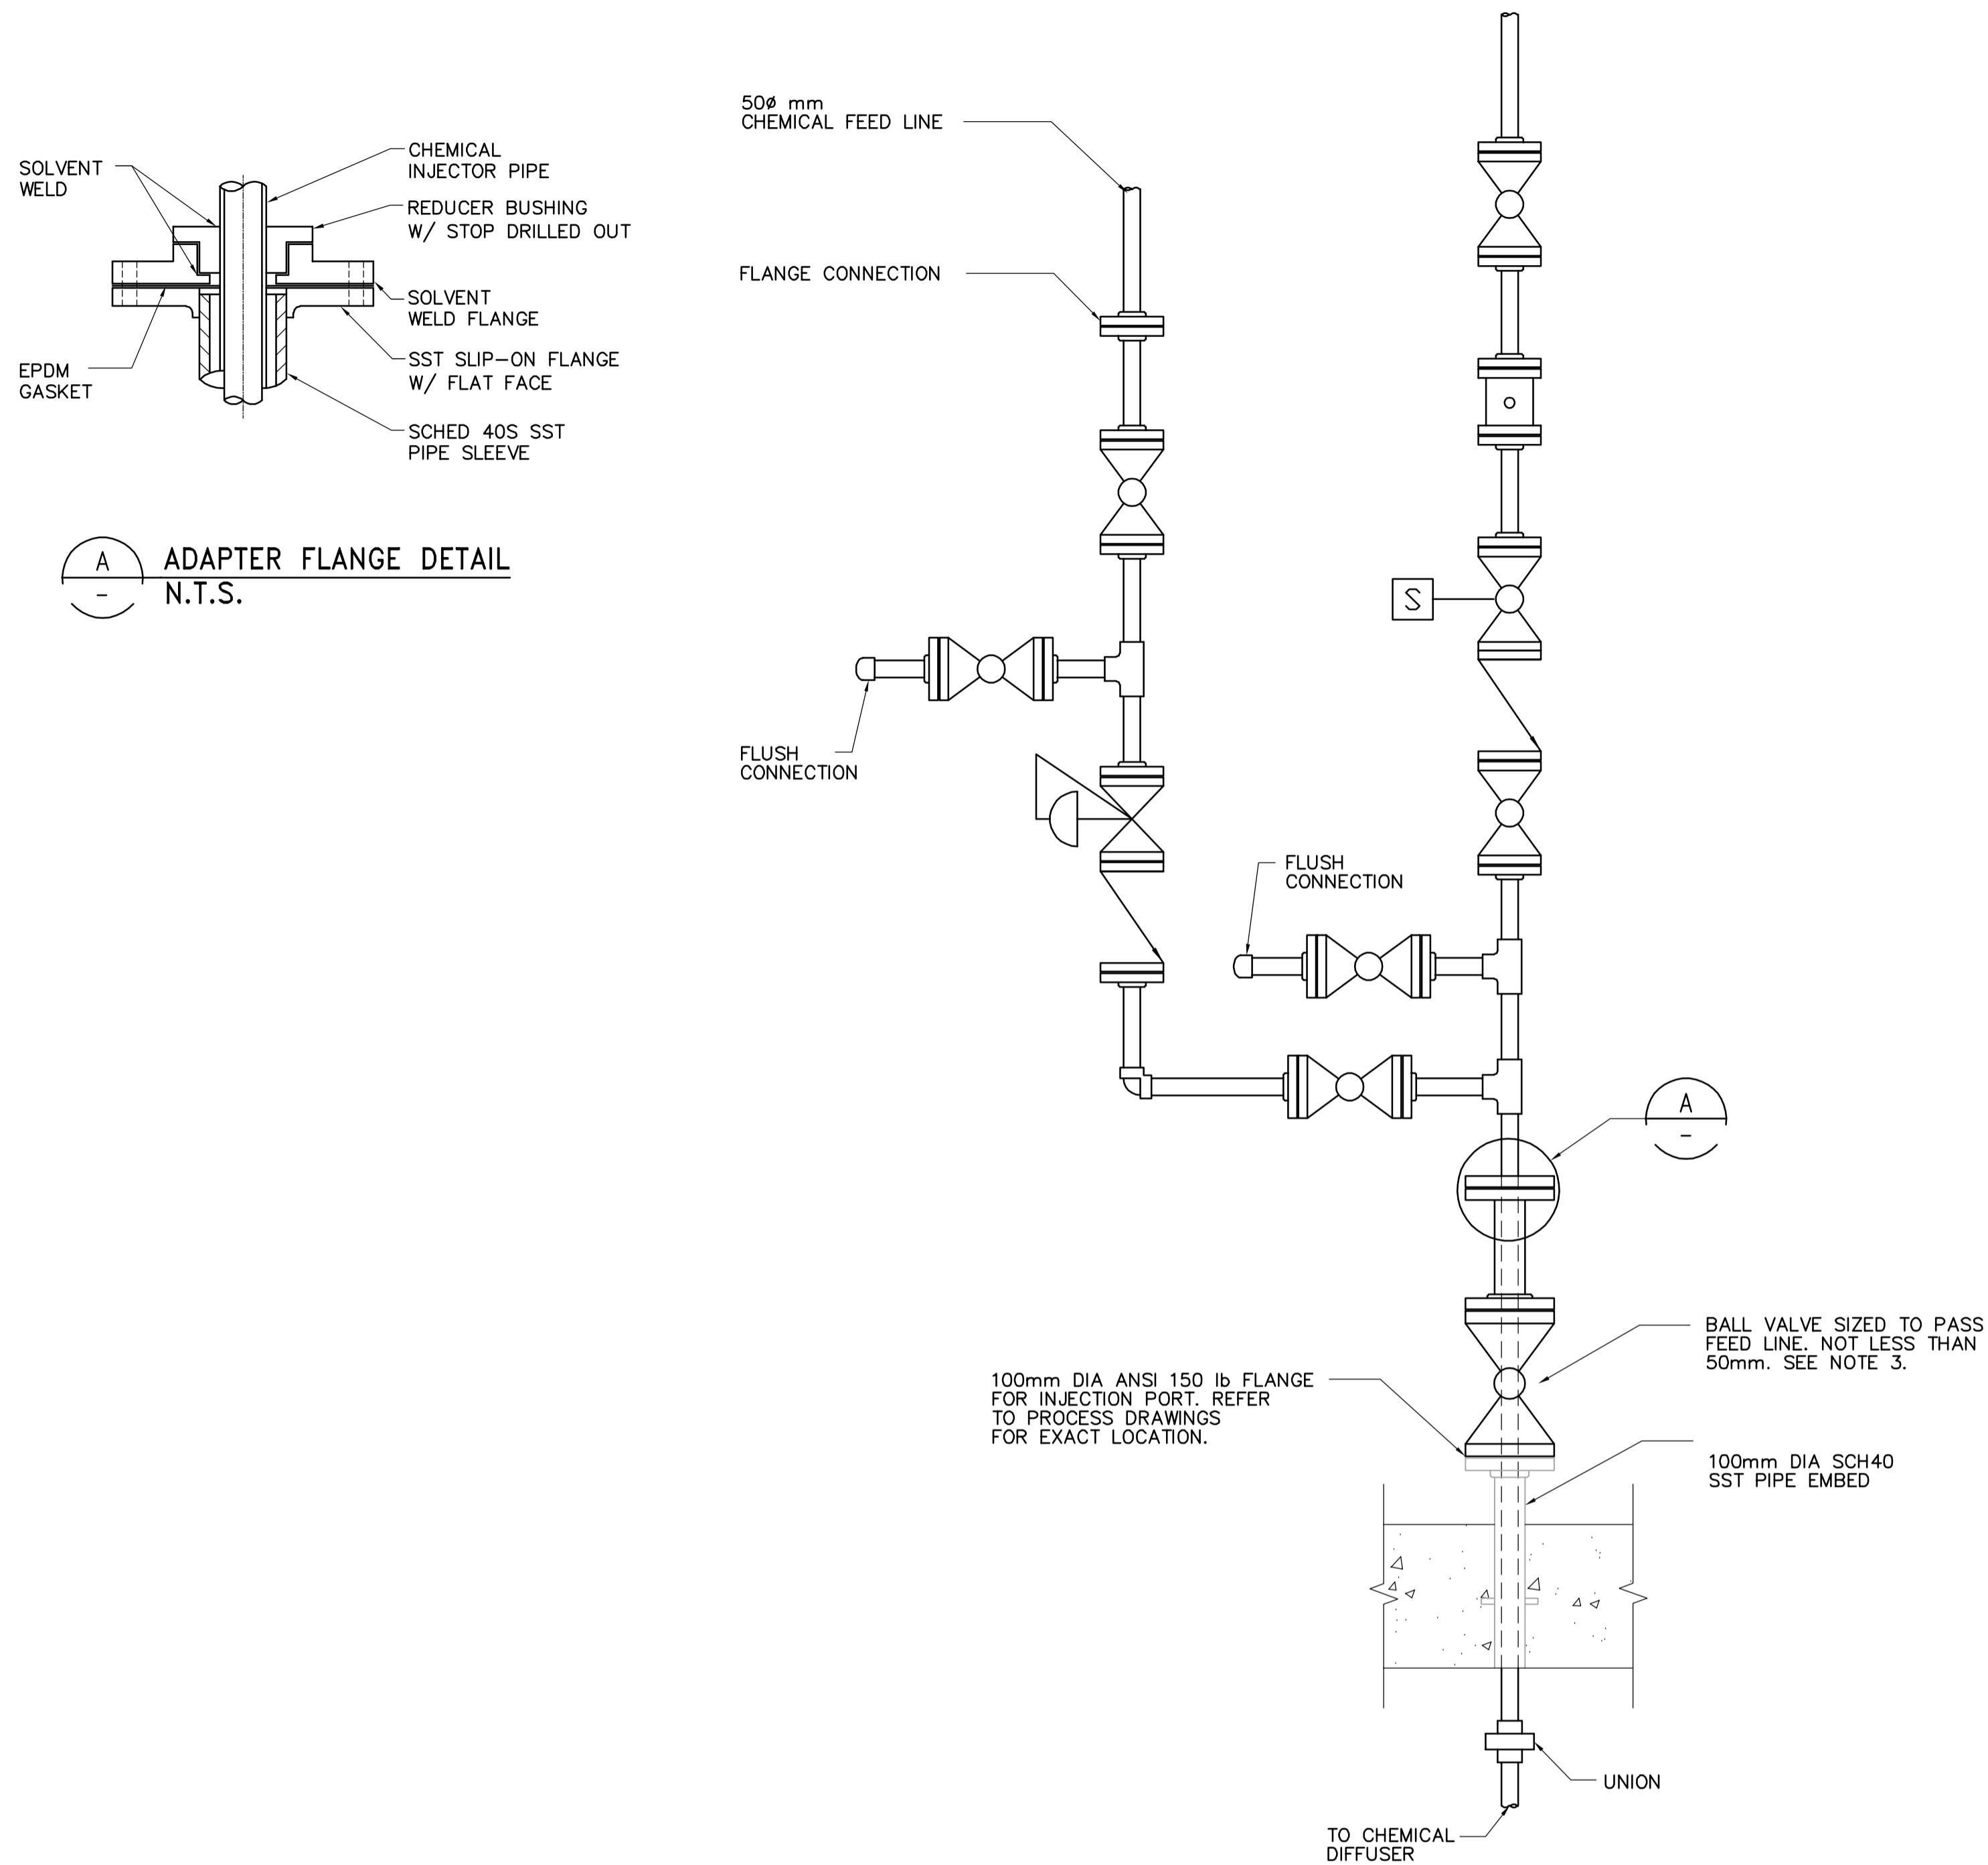 SOLVENT
WELD
CHEMICAL
INJECTOR PIPE
REDUCER BUSHING
W/ STOP DRILLED OUT
SOLVENT
WELD FLANGE
EPDM
GASKET
SST SLIP-ON FLANGE
W/ FLAT FACE
SCHED 40S SST
PIPE SLEEVE
A
-
ADAPTER FLANGE DETAIL
N.T.S.
50ø mm
CHEMICAL FEED LINE
FLANGE CONNECTION
FLUSH
CONNECTION
S
FLUSH
CONNECTION
A
-
BALL VALVE SIZED TO PASS
FEED LINE. NOT LESS THAN
50mm. SEE NOTE 3.
100mm DIA ANSI 150 lb FLANGE
FOR INJECTION PORT. REFER
TO PROCESS DRAWINGS
FOR EXACT LOCATION.
100mm DIA SCH40
SST PIPE EMBED
UNION
TO CHEMICAL
DIFFUSER